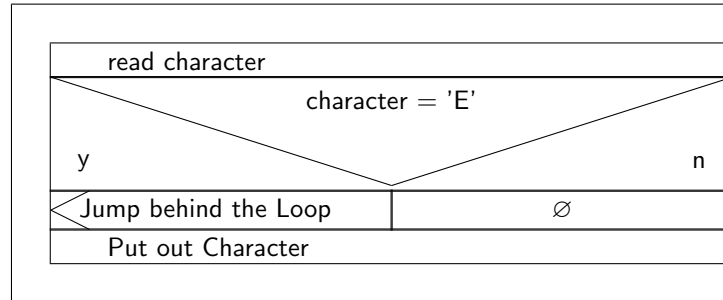 read character
character = 'E'
y
n
Jump behind the Loop
∅
Put out Character